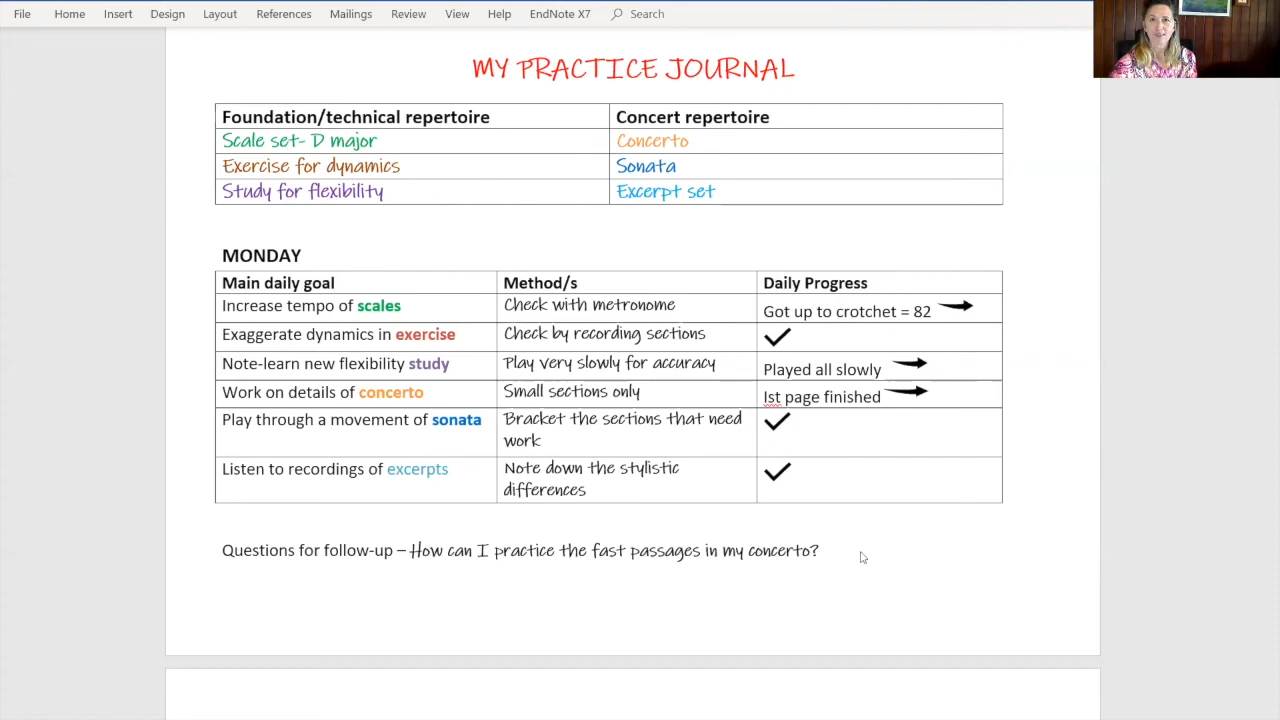 File Home Insert Design Layout References Mailings Review View Help EndNote X7 Search
MY PRACTICE JOURNAL
Foundation/technical repertoire Concert repertoire
Scale set- D major Concerto
Exercise for dynamics Sonata
Study for flexibility Excerpt set
MONDAY
Main daily goal Method/s Daily Progress
Increase tempo of scales Check with metronome Got up to crotchet = 82
Exaggerate dynamics in exercise Check by recording sections
Note-learn new flexibility study Play very slowly for accuracy Played all slowly
Work on details of concerto Small sections only Ist page finished
Play through a movement of sonata Bracket the sections that need
work
Listen to recordings of excerpts Note down the stylistic
differences
Questions for follow-up – How can I practice the fast passages in my concerto?